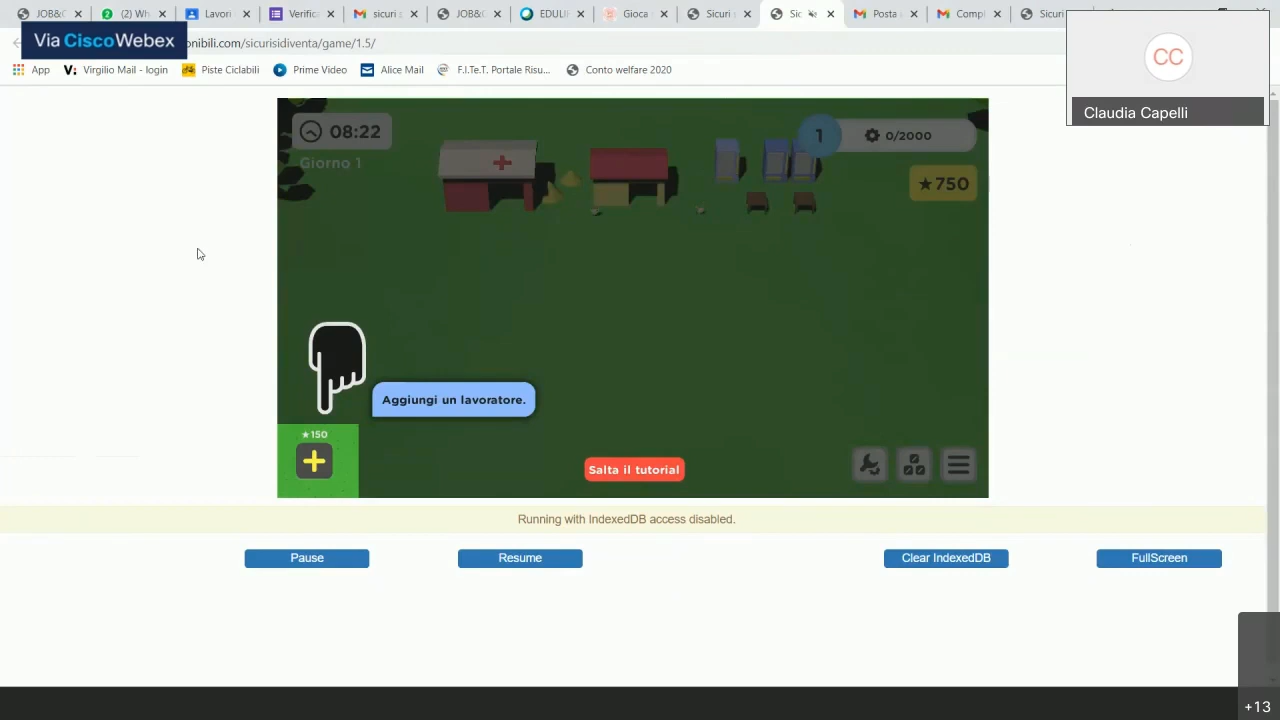 JOB&C
(2) Wh
Lavori
Verifica
sicuri s
JOB&C
EDUIH
Gioca
Sicuri
Sic
Posta
Compl
Sicuri
Via CiscoWebex
onibili.com/sicurisidiventa/game/1.5/
CC
App
Virgilio Mail - login
Piste Ciclabili
Prime Video
Alice Mail
F.I.Te.T. Portale Risu...
Conto welfare 2020
Claudia Capelli
08:22
1
0/2000
Giorno 1
★750
Aggiungi un lavoratore.
★150
Salta il tutorial
Running with IndexedDB access disabled.
Pause
Resume
Clear IndexedDB
FullScreen
+13